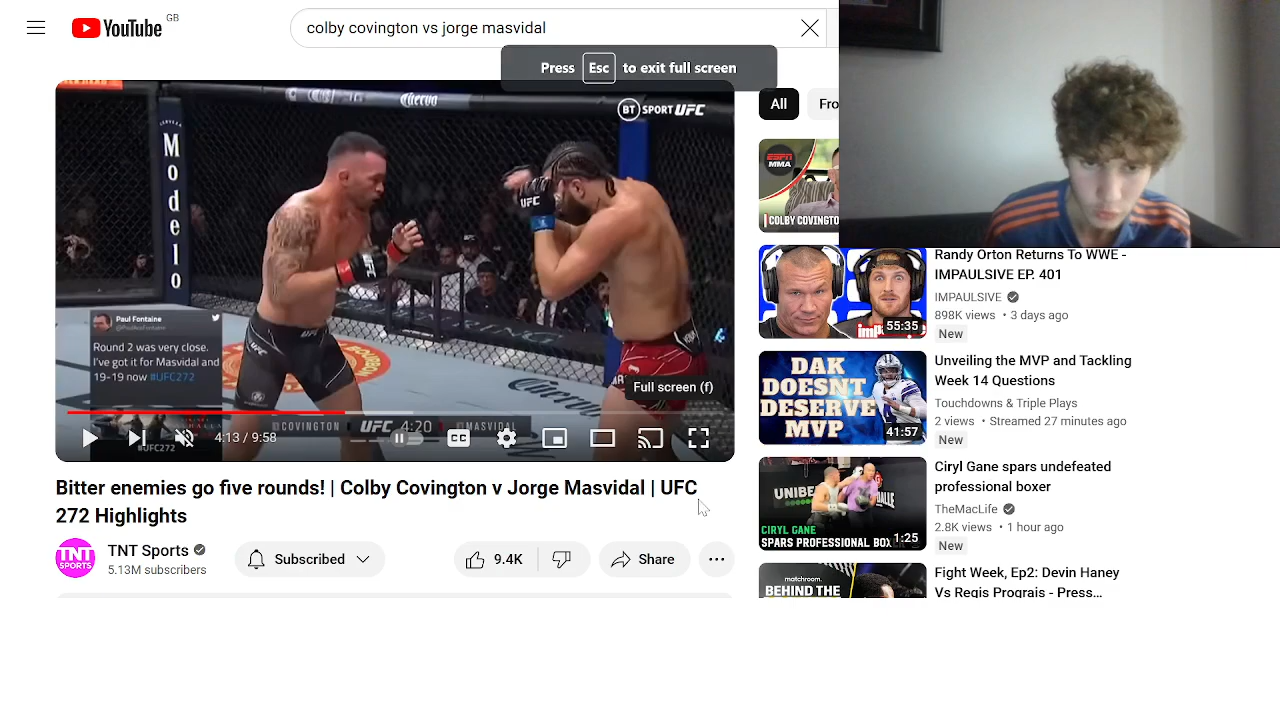 YouTube GB
colby covington vs jorge masvidal
Press Esc to exit full screen
All
Fro
Cuervo
BT SPORT UFC
Modelo
UFC
UFC
Paul Fontaine
Round 2 was very close.
I've got it for Masvidal and
19-19 now #UFC272
#UFC272
Full screen (f)
COVINGTON UFC 4:20 MASVIDAL
4:13 / 9:58
CC
Bitter enemies go five rounds! | Colby Covington v Jorge Masvidal | UFC
272 Highlights
TNT SPORTS
TNT Sports
5.13M subscribers
Subscribed
9.4K
Share
ESPN
MMA
COLBY COVINGTO
Randy Orton Returns To WWE -
IMPAULSIVE EP. 401
IMPAULSIVE
898K views • 3 days ago
New
55:35
DAK
DOESNT
DESERVE
MVP
41:57
Unveiling the MVP and Tackling
Week 14 Questions
Touchdowns & Triple Plays
2 views • Streamed 27 minutes ago
New
CIRYL GANE
SPARS PROFESSIONAL BOX
1:25
Ciryl Gane spars undefeated
professional boxer
TheMacLife
2.8K views • 1 hour ago
New
matchroom.
BEHIND THE
Fight Week, Ep2: Devin Haney
Vs Regis Prograis - Press...